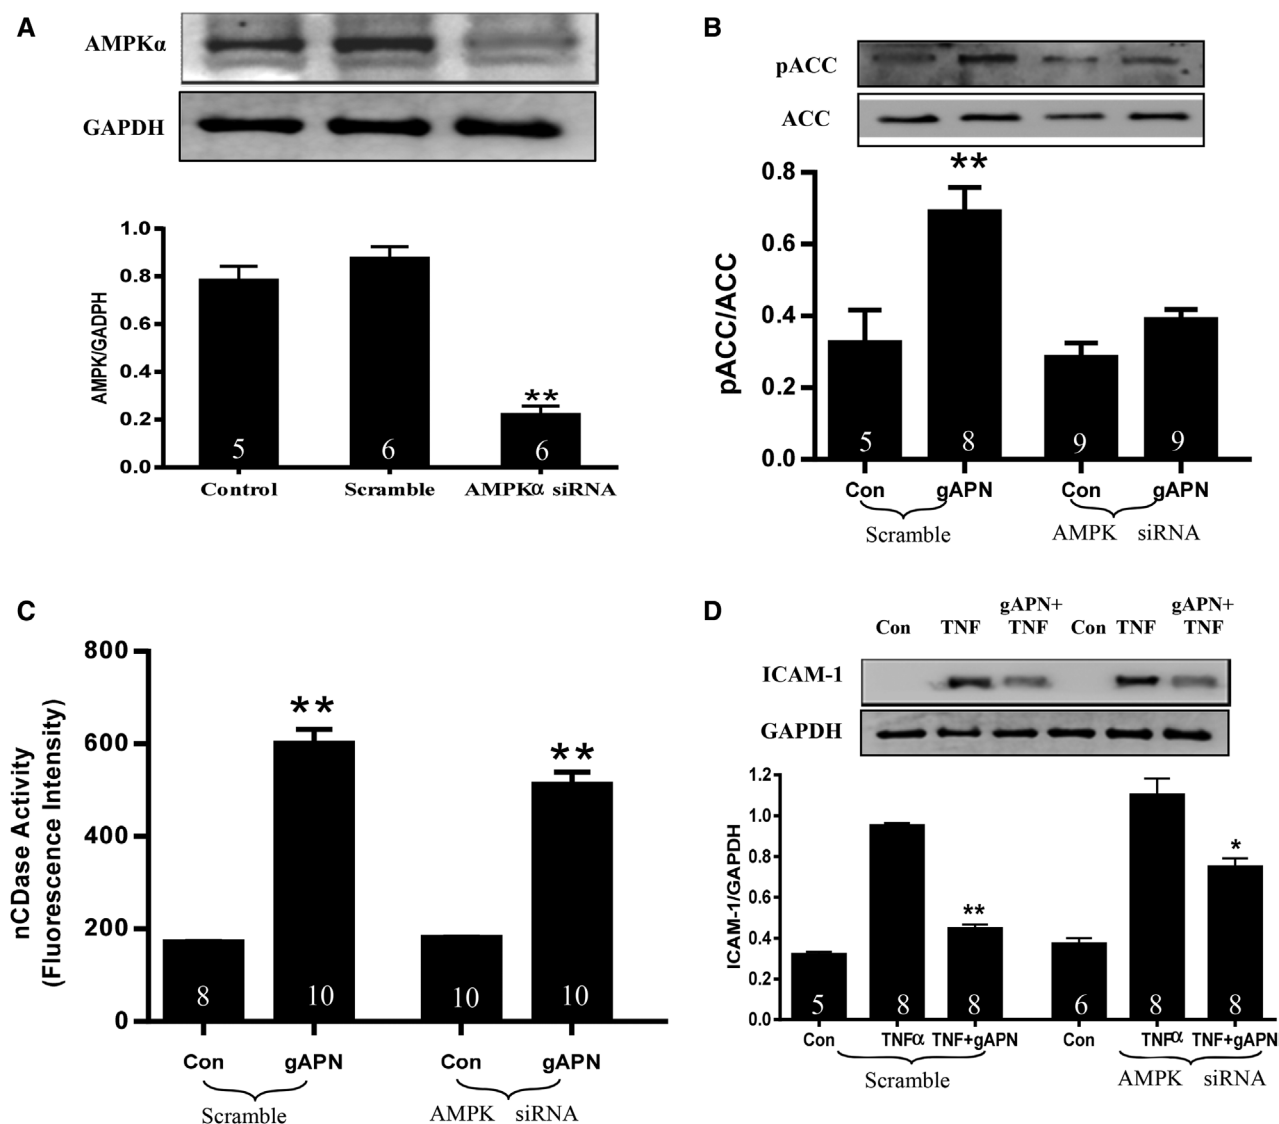 A
AMPKα
GAPDH
1.0
0.8
0.6
0.4
0.2
0.0
AMPK/GADPH
**
5
6
6
Control
Scramble
AMPKα siRNA
B
pACC
ACC
0.8
0.6
0.4
0.2
0.0
pACC/ACC
**
5
8
9
9
Con
gAPN
Con
gAPN
Scramble
AMPK siRNA
C
800
600
400
200
0
nCDase Activity
(Fluorescence Intensity)
**
**
8
10
10
10
Con
gAPN
Con
gAPN
Scramble
AMPK siRNA
D
gAPN+ gAPN+
Con TNF TNF Con TNF TNF
ICAM-1
GAPDH
1.2
1.0
0.8
0.6
0.4
0.2
0.0
ICAM-1/GAPDH
**
*
5
8
8
6
8
8
Con
TNFα
TNF+gAPN
Con
TNFα
TNF+gAPN
Scramble
AMPK siRNA